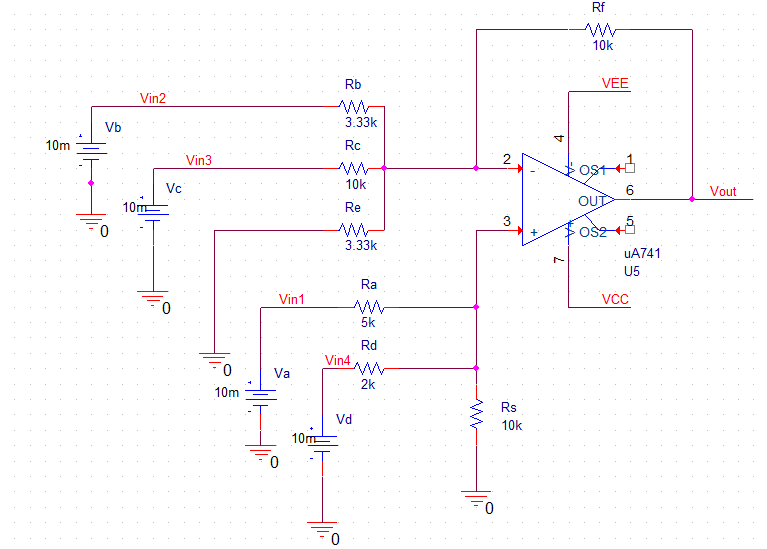 Rf
10k
VEE
Rb
Vin2
3.33k
Vb
10m
4
Rc
Vin3
10k
2
-
OS1
1
Vc
10m
6
Vout
OUT
Re
3.33k
3
+
OS2
5
0
uA741
U5
7
Ra
Vin1
5k
VCC
0
Rd
Vin4
2k
0
Va
10m
Rs
10k
Vd
10m
0
0
0